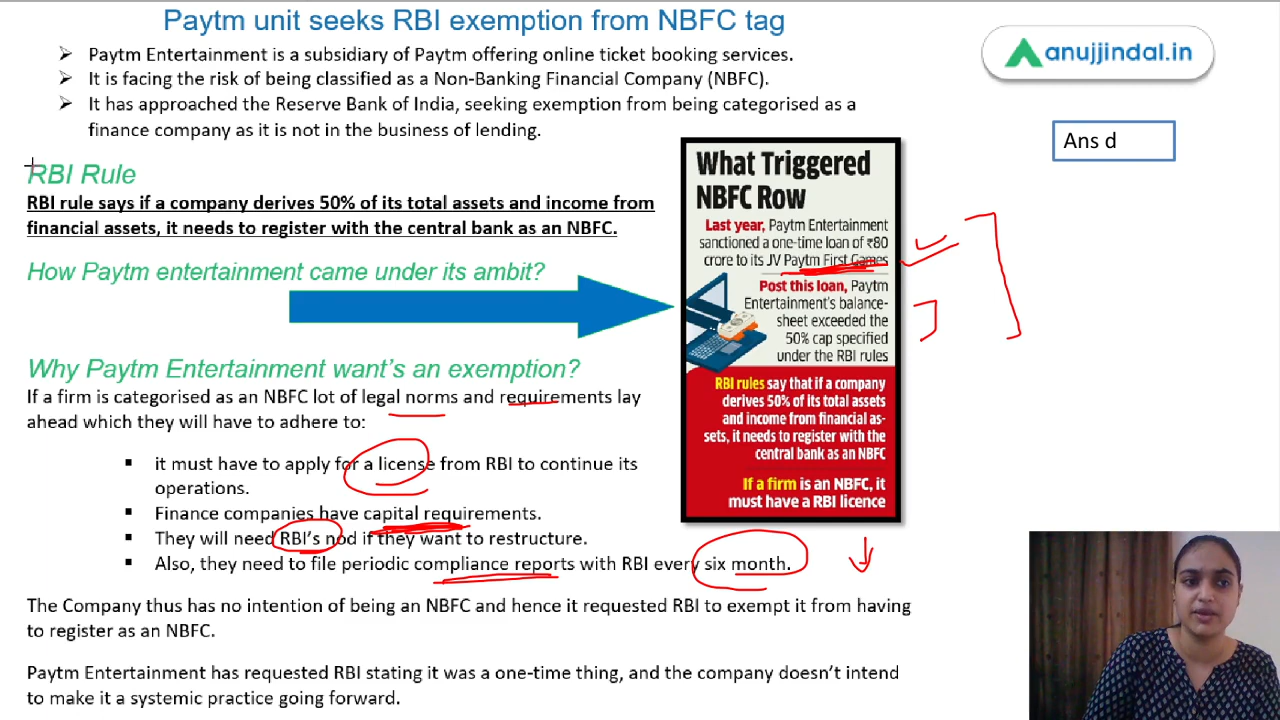 Paytm unit seeks RBI exemption from NBFC tag
anujjindal.in
➢ Paytm Entertainment is a subsidiary of Paytm offering online ticket booking services.
➢ It is facing the risk of being classified as a Non-Banking Financial Company (NBFC).
➢ It has approached the Reserve Bank of India, seeking exemption from being categorised as a
finance company as it is not in the business of lending.
Ans d
RBI Rule
RBI rule says if a company derives 50% of its total assets and income from
financial assets, it needs to register with the central bank as an NBFC.
How Paytm entertainment came under its ambit?
What Triggered
NBFC Row
Last year, Paytm Entertainment
sanctioned a one-time loan of ₹80
crore to its JV Paytm First Games
Post this loan, Paytm
Entertainment's balance-
sheet exceeded the
50% cap specified
under the RBI rules
RBI rules say that if a company
derives 50% of its total assets
and income from financial as-
sets, it needs to register with the
central bank as an NBFC
If a firm is an NBFC, it
must have a RBI licence
Why Paytm Entertainment want's an exemption?
If a firm is categorised as an NBFC lot of legal norms and requirements lay
ahead which they will have to adhere to:
▪ it must have to apply for a license from RBI to continue its
operations.
▪ Finance companies have capital requirements.
▪ They will need RBI's nod if they want to restructure.
▪ Also, they need to file periodic compliance reports with RBI every six month.
The Company thus has no intention of being an NBFC and hence it requested RBI to exempt it from having
to register as an NBFC.
Paytm Entertainment has requested RBI stating it was a one-time thing, and the company doesn't intend
to make it a systemic practice going forward.